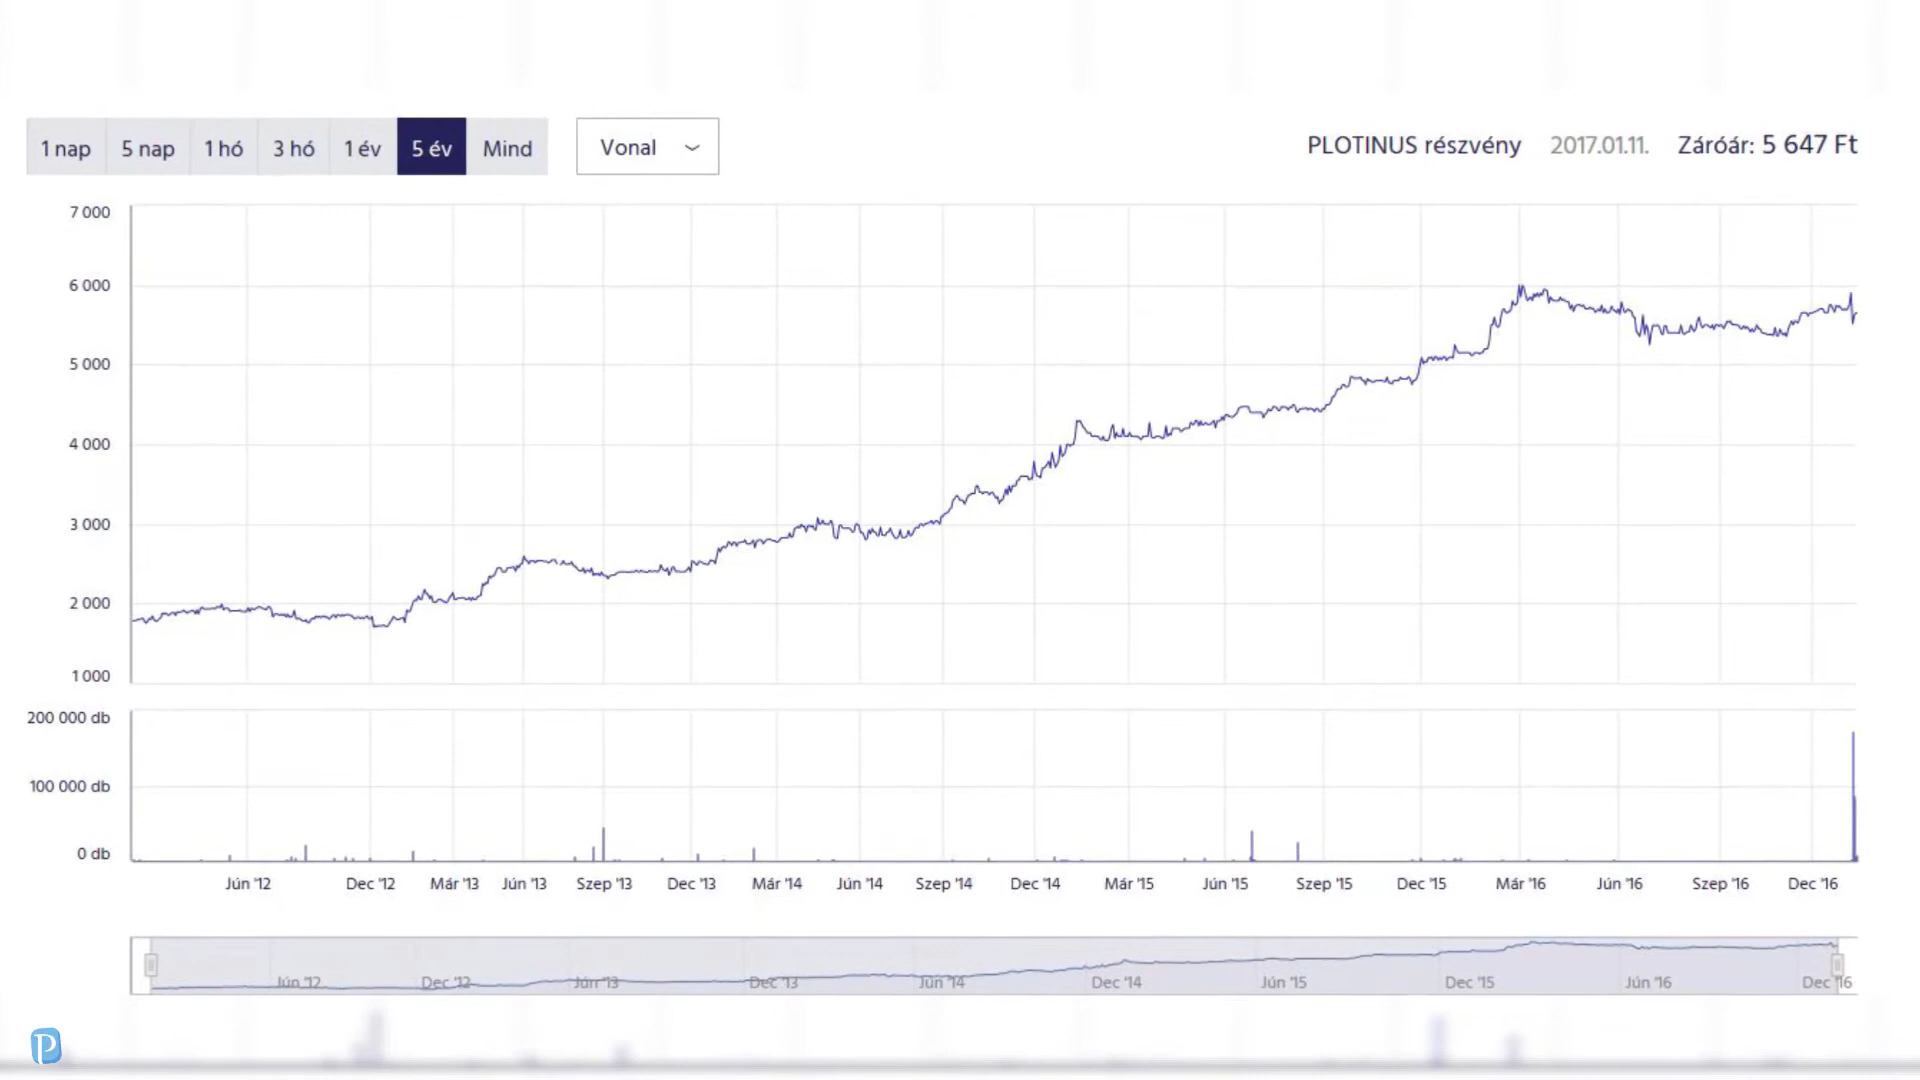 1 nap 5 nap 1 hó 3 hó 1 év 5 év Mind Vonal PLOTINUS részvény 2017.01.11. Záróár: 5 647 Ft
7 000
6 000
5 000
4 000
3 000
2 000
1 000
200 000 db
100 000 db
0 db
Jún '12 Dec '12 Már '13 Jún '13 Szep '13 Dec '13 Már '14 Jún '14 Szep '14 Dec '14 Már '15 Jún '15 Szep '15 Dec '15 Már '16 Jún '16 Szep '16 Dec '16
Jún '12 Dec '12 Jún '13 Dec '13 Jún '14 Dec '14 Jún '15 Dec '15 Jún '16 Dec '16
P